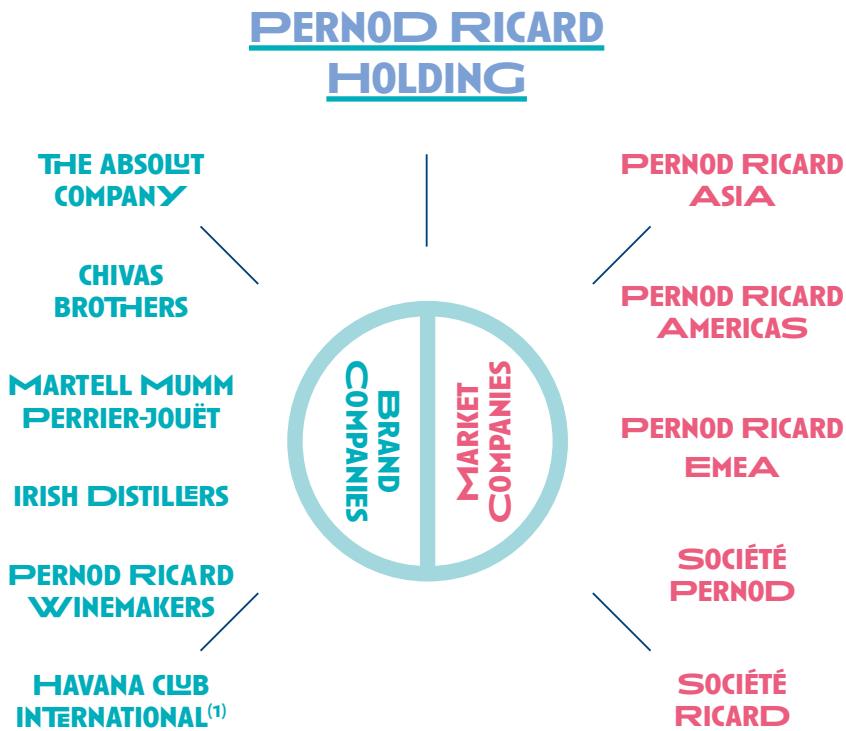 PERNOD RICARD
HOLDING
THE ABSOLUT
COMPANY
CHIVAS
BROTHERS
MARTELL MUMM
PERRIER-JOUËT
IRISH DISTILLERS
PERNOD RICARD
WINEMAKERS
HAVANA CLUB
INTERNATIONAL(1)
BRAND
COMPANIES
MARKET
COMPANIES
PERNOD RICARD
ASIA
PERNOD RICARD
AMERICAS
PERNOD RICARD
EMEA
SOCIÉTÉ
PERNOD
SOCIÉTÉ
RICARD